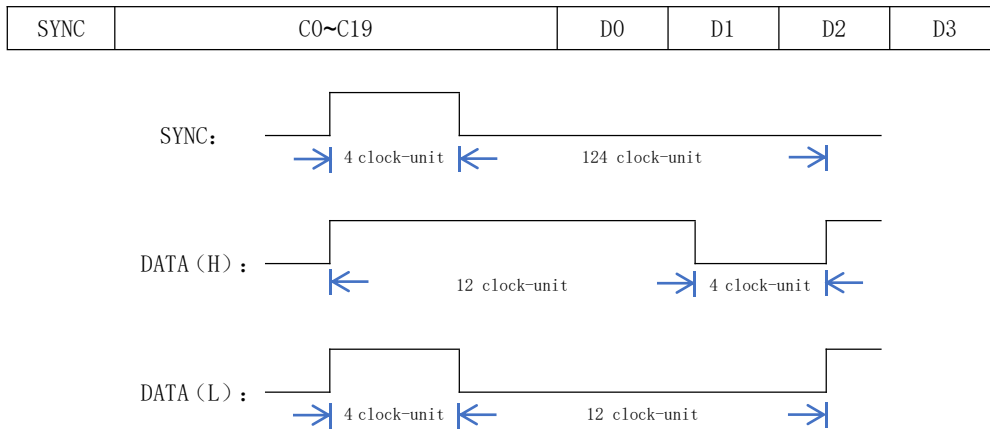 SYNC C0~C19 D0 D1 D2 D3
SYNC：
4 clock-unit 124 clock-unit
DATA（H）：
12 clock-unit 4 clock-unit
DATA（L）：
4 clock-unit 12 clock-unit